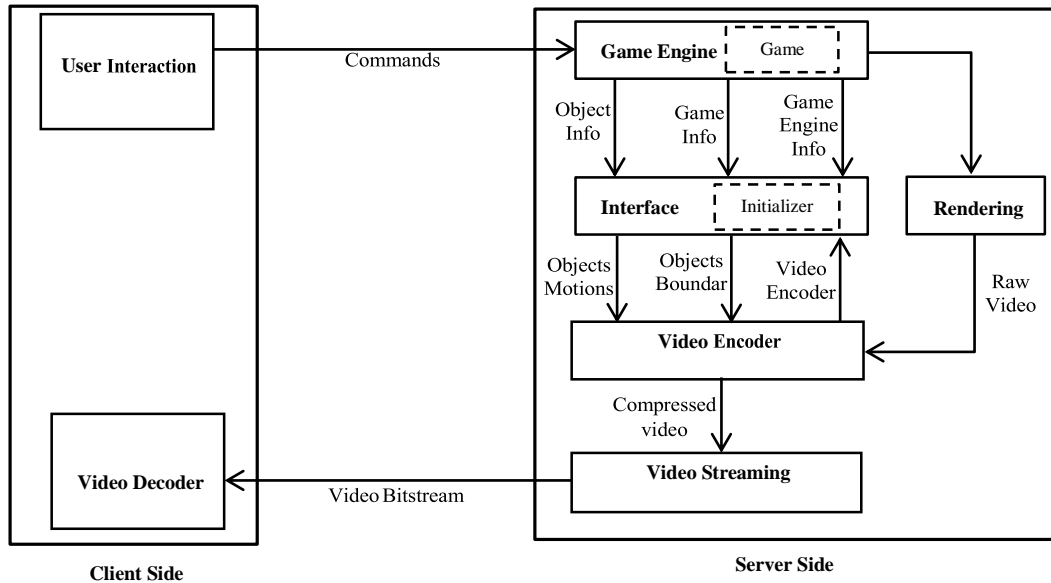 User Interaction
Commands
Game Engine
Game
Object
Info
Game
Info
Game
Engine
Info
Interface
Initializer
Rendering
Objects
Motions
Objects
Boundar
Video
Encoder
Raw
Video
Video Encoder
Compressed
video
Video Streaming
Video Decoder
Video Bitstream
Client Side
Server Side